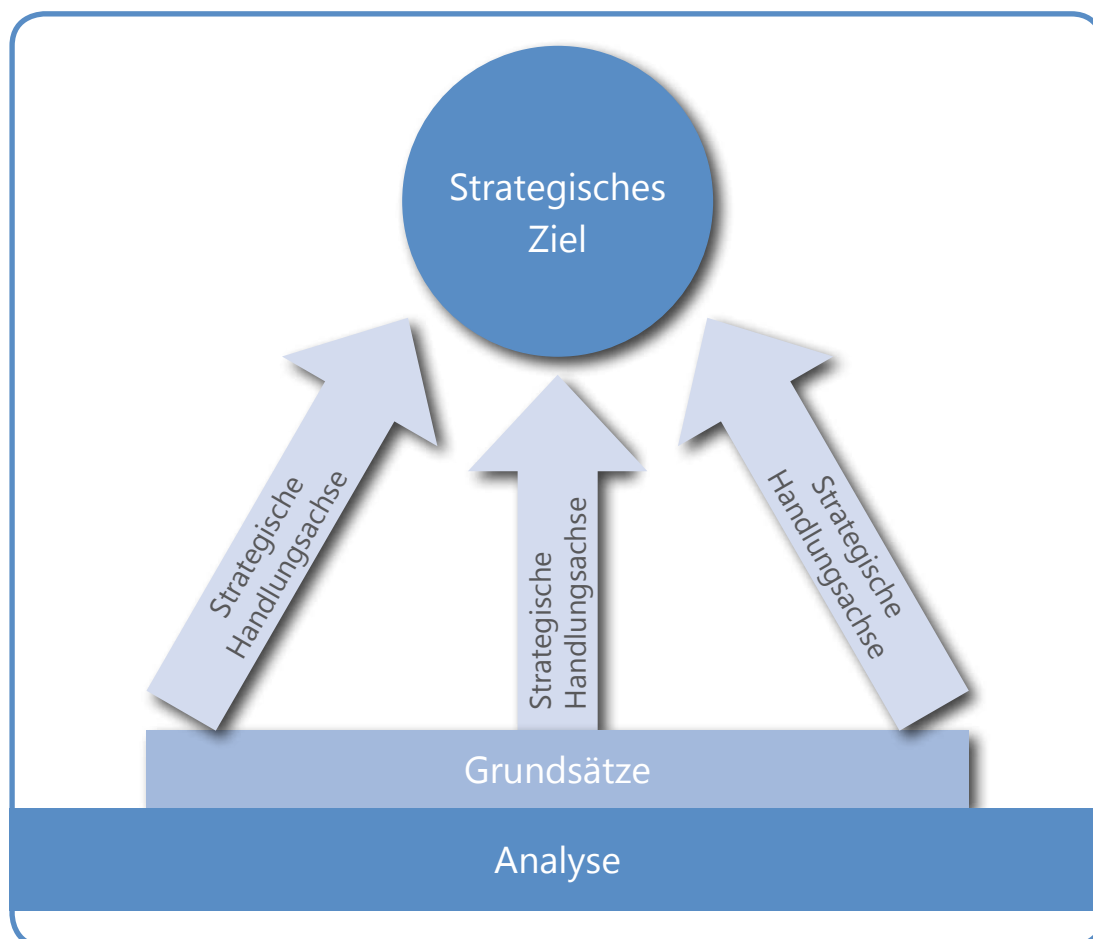 Strategisches
Ziel
Strategische
Handlungsachse
Strategische
Handlungsachse
Strategische
Handlungsachse
Grundsätze
Analyse